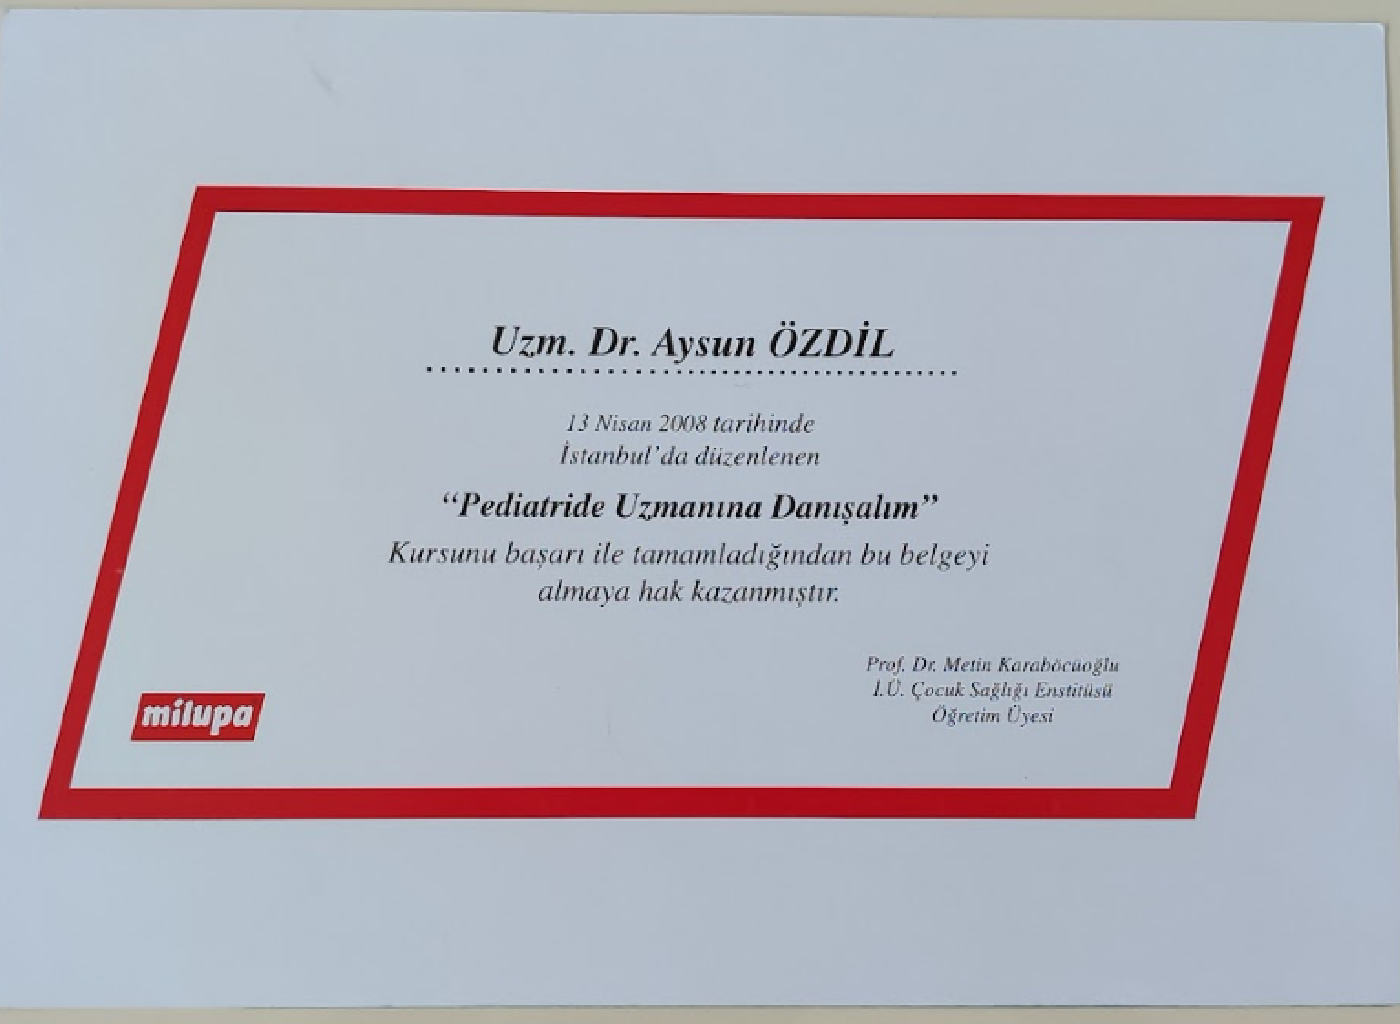 Uzm. Dr. Aysun ÖZDİL
13 Nisan 2008 tarihinde
İstanbul'da düzenlenen
“Pediatride Uzmanına Danışalım”
Kursunu başarı ile tamamladığından bu belgeyi
almaya hak kazanmıştır.
Prof. Dr. Metin Karaböcüoğlu
İ.Ü. Çocuk Sağlığı Enstitüsü
Öğretim Üyesi
milupa